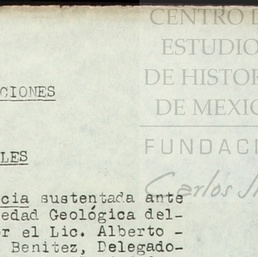 CENTRO D
ESTUDIO
DE HISTOR
DE MEXIC
FUNDACI
Carlos
CIONES
LES
cia sustentada ante
edad Geológica del-
r el Lic. Alberto -
Benitez, Delegado-